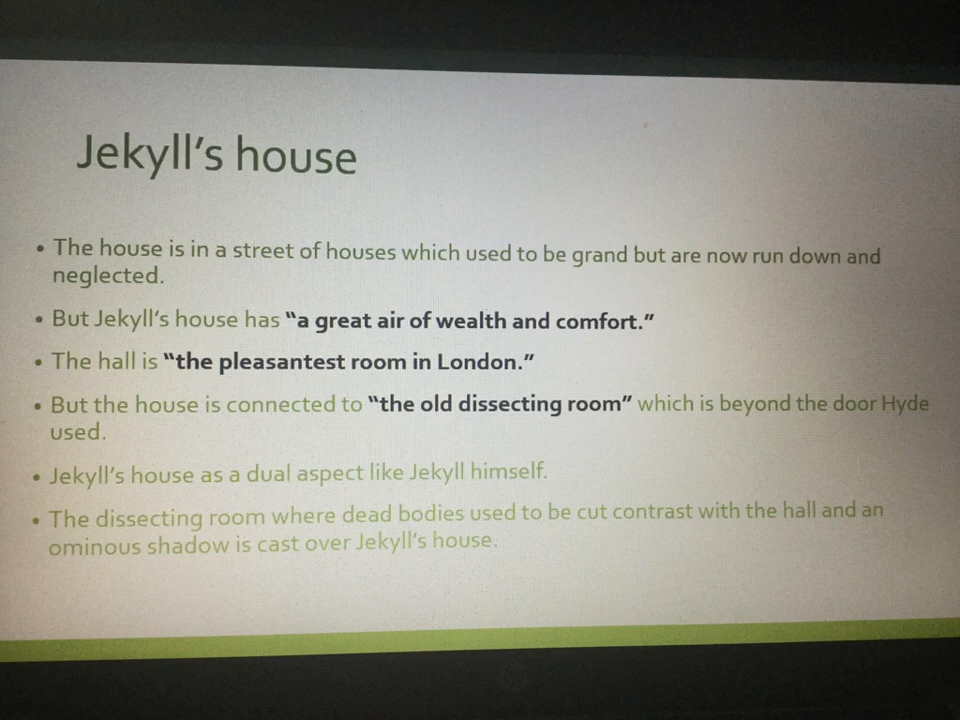 Jekyll's house
• The house is in a street of houses which used to be grand but are now run down and
neglected.
• But Jekyll's house has "a great air of wealth and comfort."
• The hall is "the pleasantest room in London."
• But the house is connected to "the old dissecting room" which is beyond the door Hyde
used.
• Jekyll's house as a dual aspect like Jekyll himself.
• The dissecting room where dead bodies used to be cut contrast with the hall and an
ominous shadow is cast over Jekyll's house.
hp